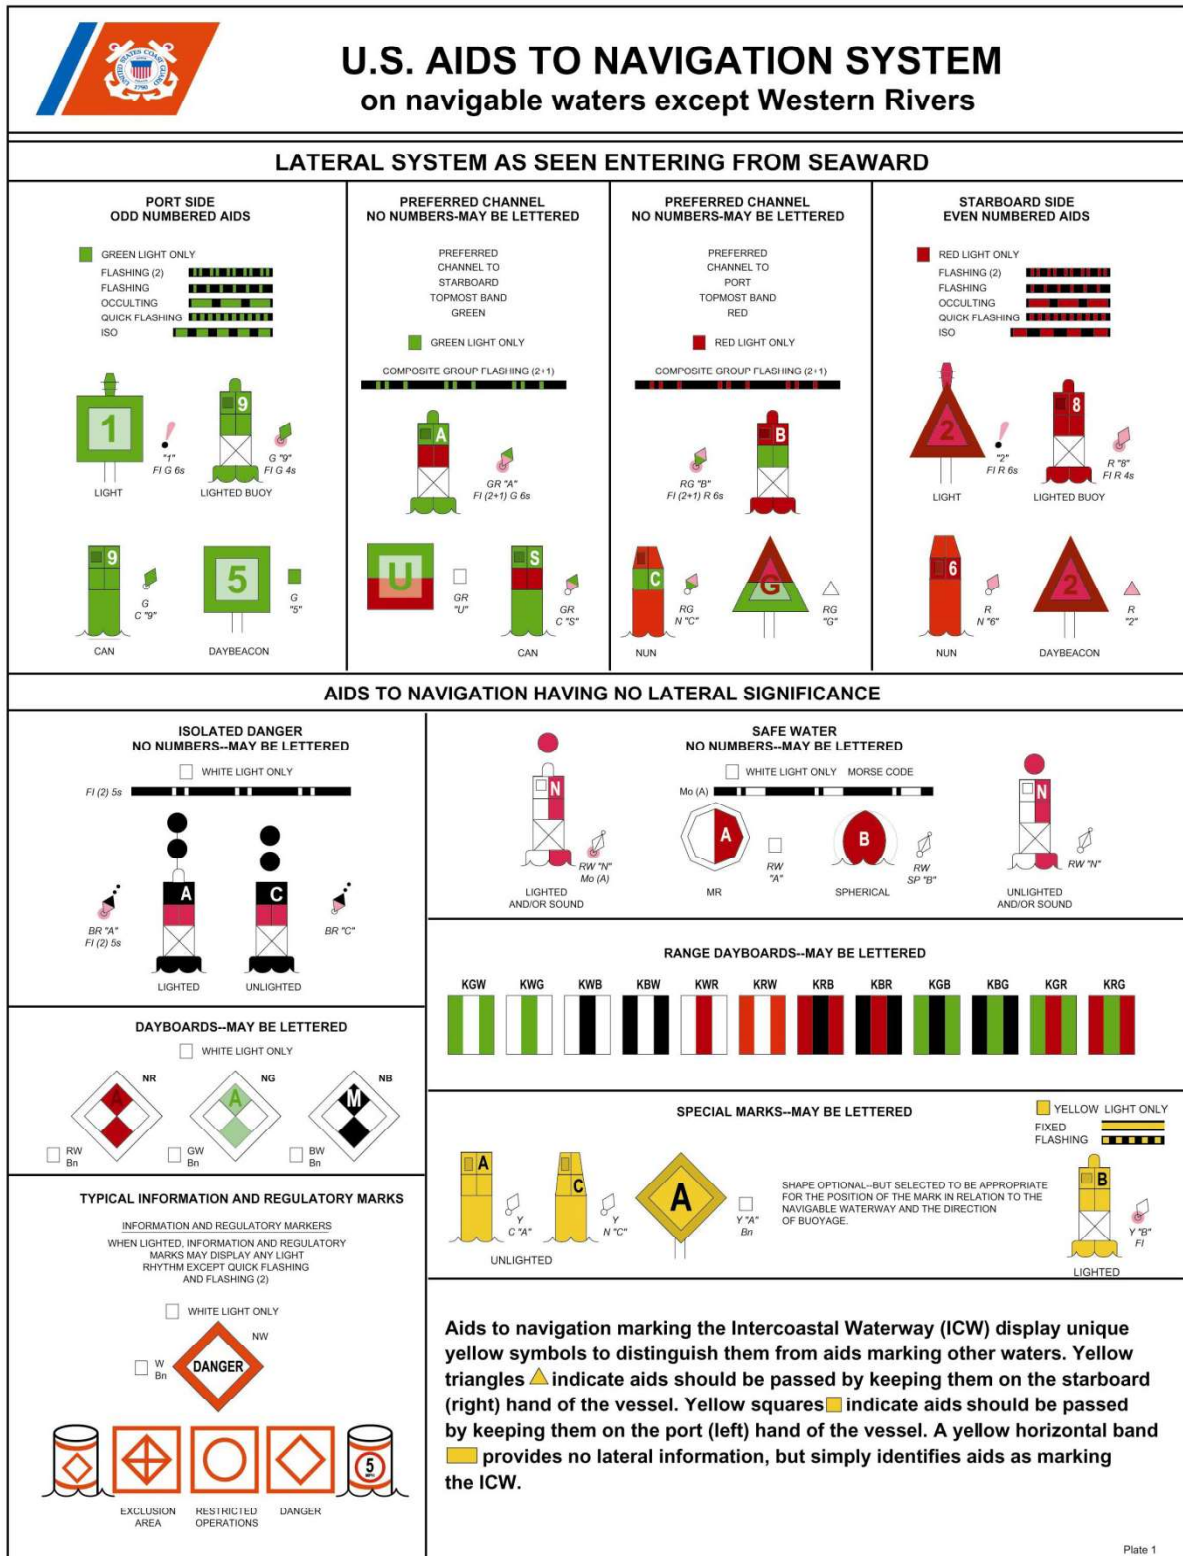 UNITED STATES COAST GUARD
1790
U.S. AIDS TO NAVIGATION SYSTEM
on navigable waters except Western Rivers
LATERAL SYSTEM AS SEEN ENTERING FROM SEAWARD
PORT SIDE
ODD NUMBERED AIDS
GREEN LIGHT ONLY
FLASHING (2)
FLASHING
OCCULTING
QUICK FLASHING
ISO
1
"1"
Fl G 6s
LIGHT
9
G "9"
Fl G 4s
LIGHTED BUOY
9
G
C "9"
CAN
5
G
"5"
DAYBEACON
PREFERRED CHANNEL
NO NUMBERS-MAY BE LETTERED
PREFERRED
CHANNEL TO
STARBOARD
TOPMOST BAND
GREEN
GREEN LIGHT ONLY
COMPOSITE GROUP FLASHING (2+1)
A
GR "A"
Fl (2+1) G 6s
U
GR
"U"
S
GR
C "S"
CAN
PREFERRED CHANNEL
NO NUMBERS-MAY BE LETTERED
PREFERRED
CHANNEL TO
PORT
TOPMOST BAND
RED
RED LIGHT ONLY
COMPOSITE GROUP FLASHING (2+1)
RG "B"
Fl (2+1) R 6s
B
C
RG
N "C"
NUN
G
RG
"G"
STARBOARD SIDE
EVEN NUMBERED AIDS
RED LIGHT ONLY
FLASHING (2)
FLASHING
OCCULTING
QUICK FLASHING
ISO
2
"2"
Fl R 6s
LIGHT
8
R "8"
Fl R 4s
LIGHTED BUOY
6
R
N "6"
NUN
2
R
"2"
DAYBEACON
AIDS TO NAVIGATION HAVING NO LATERAL SIGNIFICANCE
ISOLATED DANGER
NO NUMBERS--MAY BE LETTERED
WHITE LIGHT ONLY
Fl (2) 5s
BR "A"
Fl (2) 5s
A
LIGHTED
C
BR "C"
UNLIGHTED
SAFE WATER
NO NUMBERS--MAY BE LETTERED
WHITE LIGHT ONLY MORSE CODE
Mo (A)
N
RW "N"
Mo (A)
LIGHTED
AND/OR SOUND
A
RW
"A"
MR
B
RW
SP "B"
SPHERICAL
N
RW "N"
UNLIGHTED
AND/OR SOUND
RANGE DAYBOARDS--MAY BE LETTERED
KGW KWG KWB KBW KWR KRW KRB KBR KGB KBG KGR KRG
DAYBOARDS--MAY BE LETTERED
WHITE LIGHT ONLY
NR
A
RW
Bn
NG
A
GW
Bn
NB
M
BW
Bn
SPECIAL MARKS--MAY BE LETTERED
YELLOW LIGHT ONLY
FIXED
FLASHING
A
Y
C "A"
C
Y
N "C"
UNLIGHTED
A
Y "A"
Bn
SHAPE OPTIONAL--BUT SELECTED TO BE APPROPRIATE
FOR THE POSITION OF THE MARK IN RELATION TO THE
NAVIGABLE WATERWAY AND THE DIRECTION
OF BUOYAGE.
B
Y "B"
Fl
LIGHTED
TYPICAL INFORMATION AND REGULATORY MARKS
INFORMATION AND REGULATORY MARKERS
WHEN LIGHTED, INFORMATION AND REGULATORY
MARKS MAY DISPLAY ANY LIGHT
RHYTHM EXCEPT QUICK FLASHING
AND FLASHING (2)
WHITE LIGHT ONLY
NW
W
Bn
DANGER
5
MPH
EXCLUSION
AREA
RESTRICTED
OPERATIONS
DANGER
Aids to navigation marking the Intercoastal Waterway (ICW) display unique
yellow symbols to distinguish them from aids marking other waters. Yellow
triangles indicate aids should be passed by keeping them on the starboard
(right) hand of the vessel. Yellow squares indicate aids should be passed
by keeping them on the port (left) hand of the vessel. A yellow horizontal band
provides no lateral information, but simply identifies aids as marking
the ICW.
Plate 1